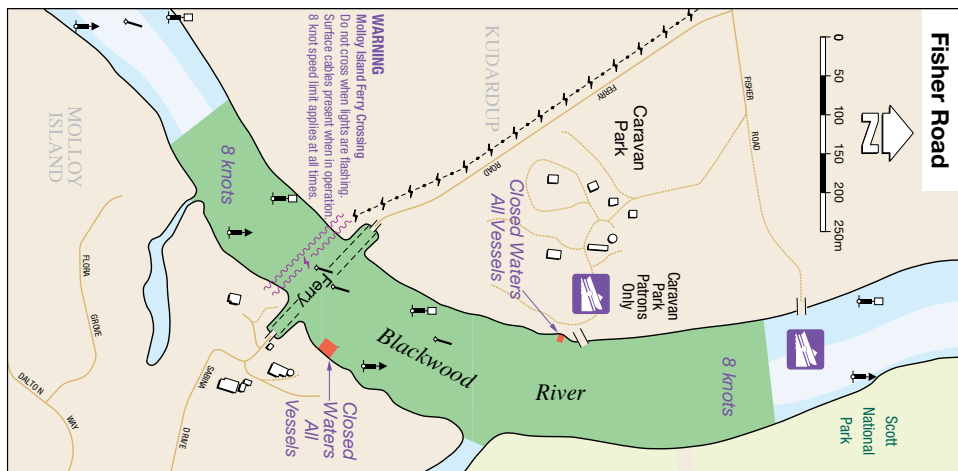 Fisher Road
N
0
50
100
150
200
250m
WARNING
Molloy Island Ferry Crossing
Do not cross when lights are flashing.
Surface cables present when in operation
8 knot speed limit applies at all times.
KUDARDUP
MOLLOY
ISLAND
FERRY
ROAD
FISHER
ROAD
Caravan
Park
Closed Waters
All Vessels
Caravan
Park
Patrons
Only
8 knots
Ferry
Blackwood
River
8 knots
Closed
Waters
All
Vessels
Scott
National
Park
FLORA
GROVE
DALTON
WAY
SABINA
DRIVE